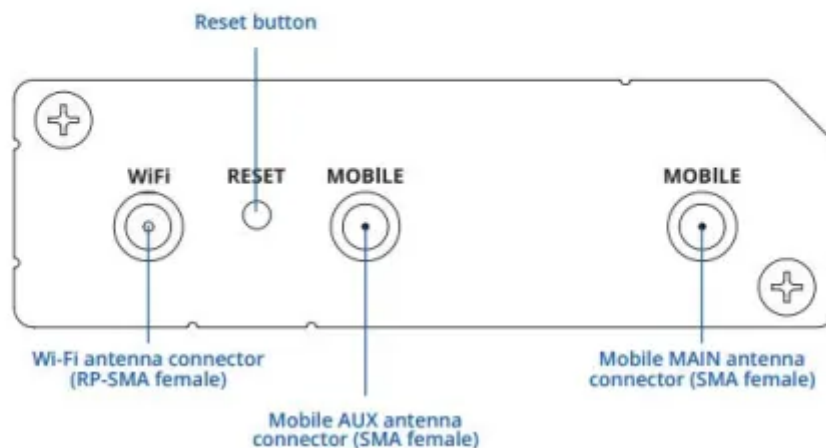 Reset button
WiFi RESET MOBILE MOBILE
Wi-Fi antenna connector
(RP-SMA female)
Mobile AUX antenna
connector (SMA female)
Mobile MAIN antenna
connector (SMA female)